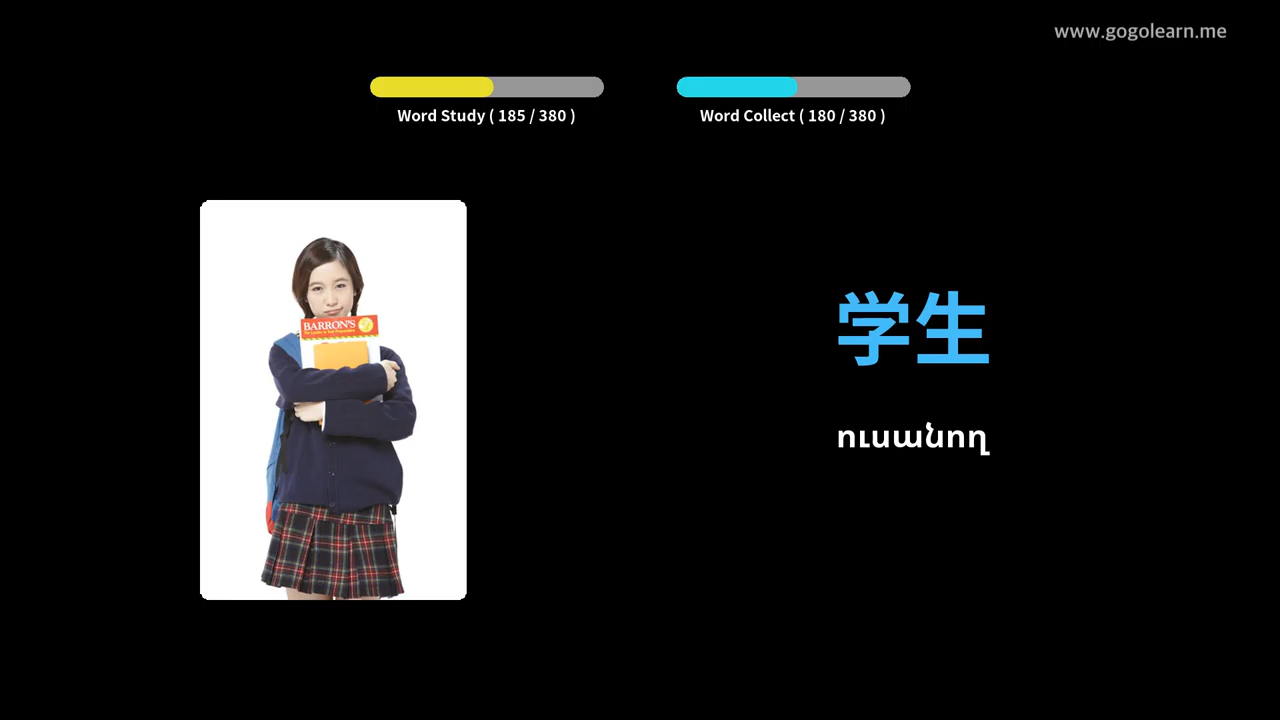 www.gogolearn.me
Word Study ( 185 / 380 )
Word Collect ( 180 / 380 )
BARRON'S
学生
ուսանող